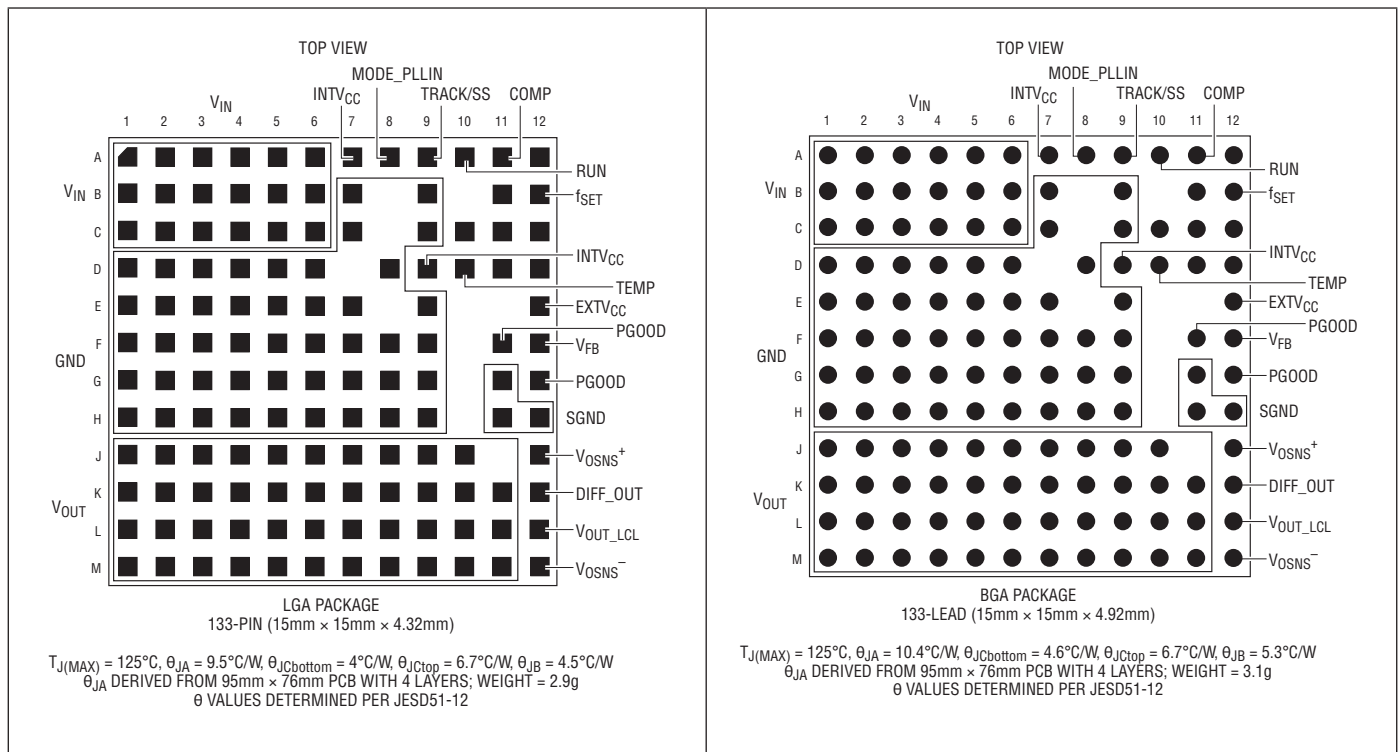 TOP VIEW
MODE_PLLIN
INTVCC
TRACK/SS
COMP
VIN
1 2 3 4 5 6 7 8 9 10 11 12
A
RUN
VIN B
fSET
C
INTVCC
D
TEMP
E
EXTVCC
PGOOD
F
VFB
GND
G
PGOOD
H
SGND
J
VOSNS+
K
DIFF_OUT
VOUT
L
VOUT_LCL
M
VOSNS−
LGA PACKAGE
133-PIN (15mm × 15mm × 4.32mm)
TJ(MAX) = 125°C, θJA = 9.5°C/W, θJCbottom = 4°C/W, θJCtop = 6.7°C/W, θJB = 4.5°C/W
θJA DERIVED FROM 95mm × 76mm PCB WITH 4 LAYERS; WEIGHT = 2.9g
θ VALUES DETERMINED PER JESD51-12
TOP VIEW
MODE_PLLIN
INTVCC
TRACK/SS
COMP
VIN
1 2 3 4 5 6 7 8 9 10 11 12
A
RUN
VIN B
fSET
C
INTVCC
D
TEMP
E
EXTVCC
PGOOD
F
VFB
GND
G
PGOOD
H
SGND
J
VOSNS+
K
DIFF_OUT
VOUT
L
VOUT_LCL
M
VOSNS−
BGA PACKAGE
133-LEAD (15mm × 15mm × 4.92mm)
TJ(MAX) = 125°C, θJA = 10.4°C/W, θJCbottom = 4.6°C/W, θJCtop = 6.7°C/W, θJB = 5.3°C/W
θJA DERIVED FROM 95mm × 76mm PCB WITH 4 LAYERS; WEIGHT = 3.1g
θ VALUES DETERMINED PER JESD51-12